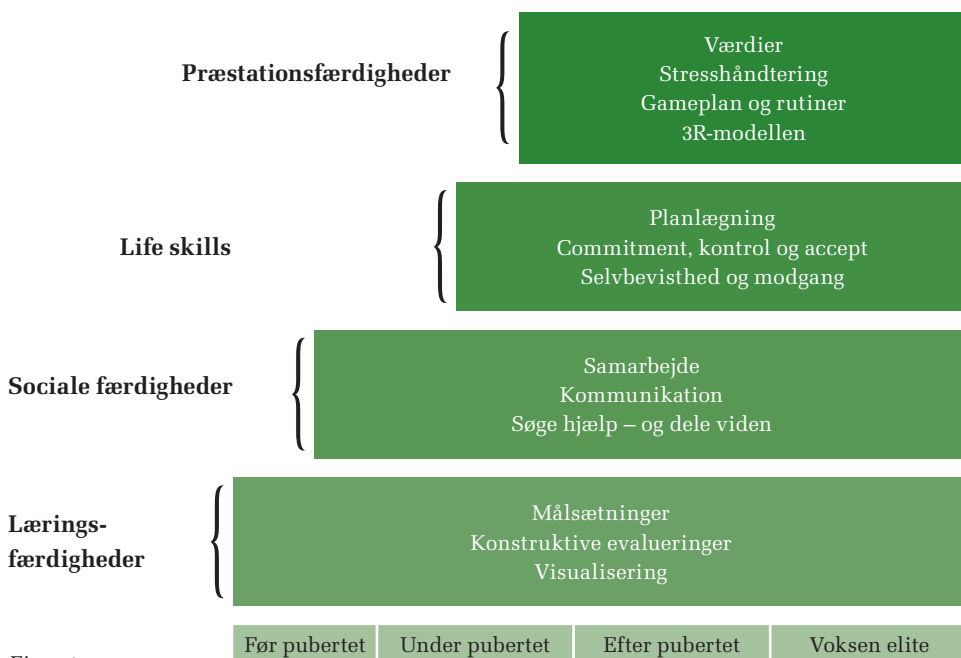 Præstationsfærdigheder
Værdier
Stresshåndtering
Gameplan og rutiner
3R-modellen
Life skills
Planlægning
Commitment, kontrol og accept
Selvbevisthed og modgang
Sociale færdigheder
Samarbejde
Kommunikation
Søge hjælp – og dele viden
Lærings-
færdigheder
Målsætninger
Konstruktive evalueringer
Visualisering
Før pubertet
Under pubertet
Efter pubertet
Voksen elite